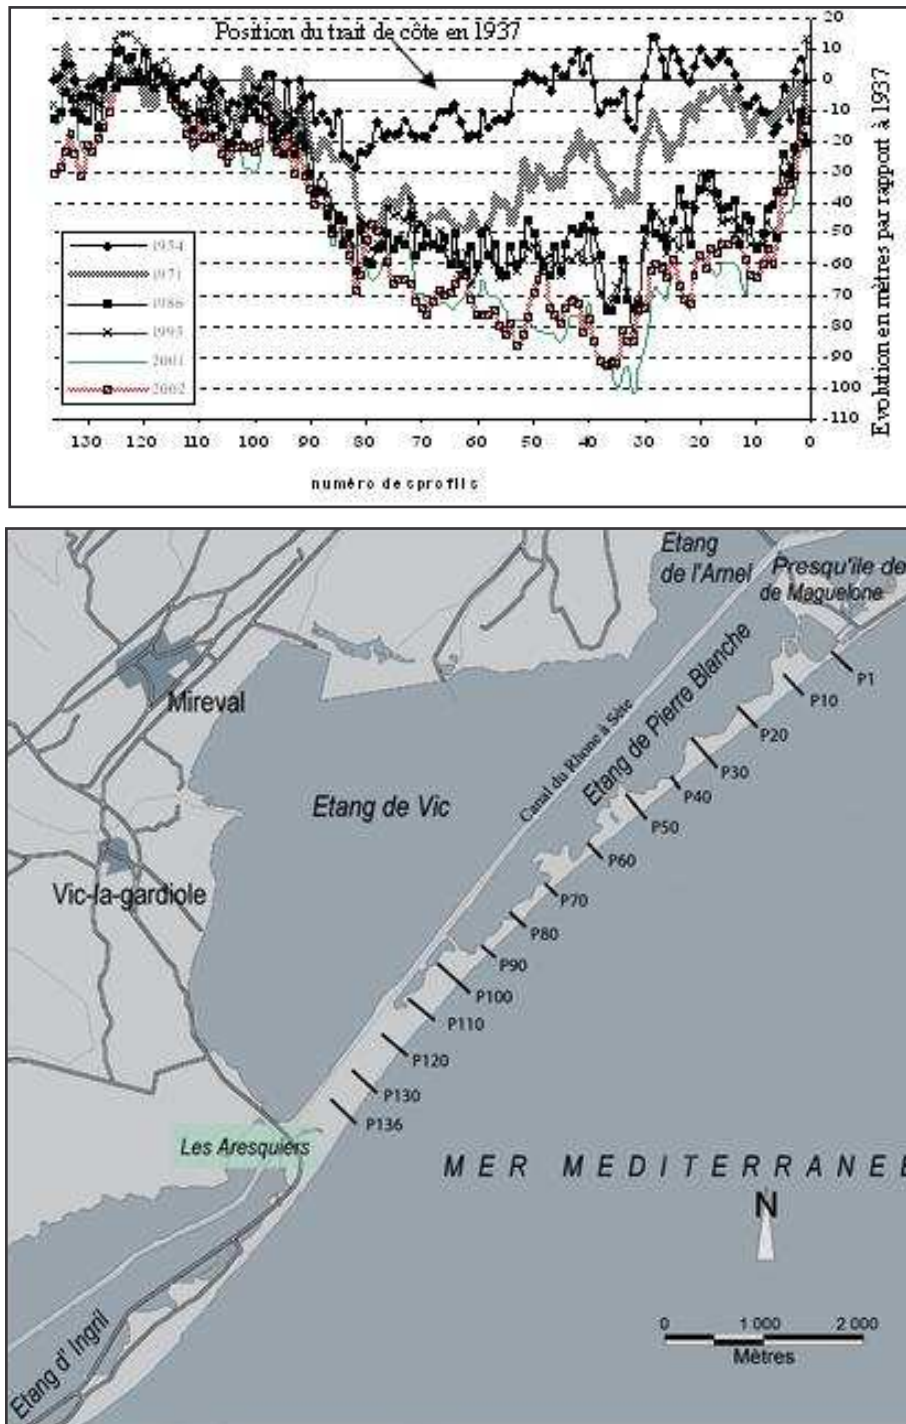 20
Position du trait de côte en 1937
10
0
-10
-20
-30
-40
-50
-60
-70
-80
-90
-100
-110
Evolution en mètres par rapport à 1937
1954
1971
1986
1995
2001
2002
130 120 110 100 90 80 70 60 50 40 30 20 10 0
numéro desprofils
Etang
de l'Arnel
Presqu'ile de
de Maguelone
P1
Mireval
P10
P20
Etang de Pierre Blanche
P30
Canal du Rhone à Sète
Etang de Vic
P40
P50
P60
Vic-la-gardiole
P70
P80
P90
P100
P110
P120
P130
P136
Les Aresquiers
MER MEDITERRANEE
N
0 1 000 2 000
Mètres
Etang d' Ingril